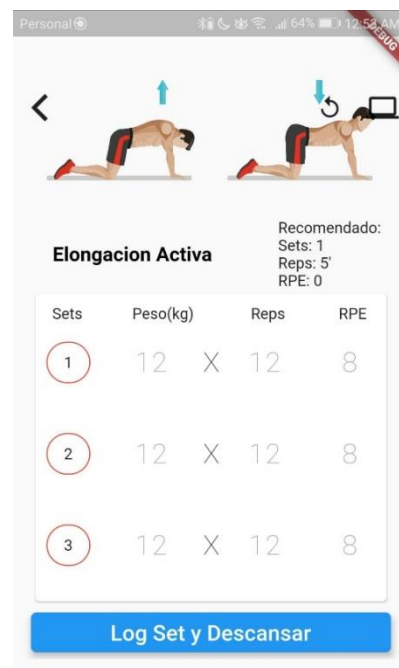 Personal 64% 12:53 AM
DEBUG
Elongacion Activa
Recomendado:
Sets: 1
Reps: 5'
RPE: 0
Sets Peso(kg) Reps RPE
1 12 X 12 8
2 12 X 12 8
3 12 X 12 8
Log Set y Descansar